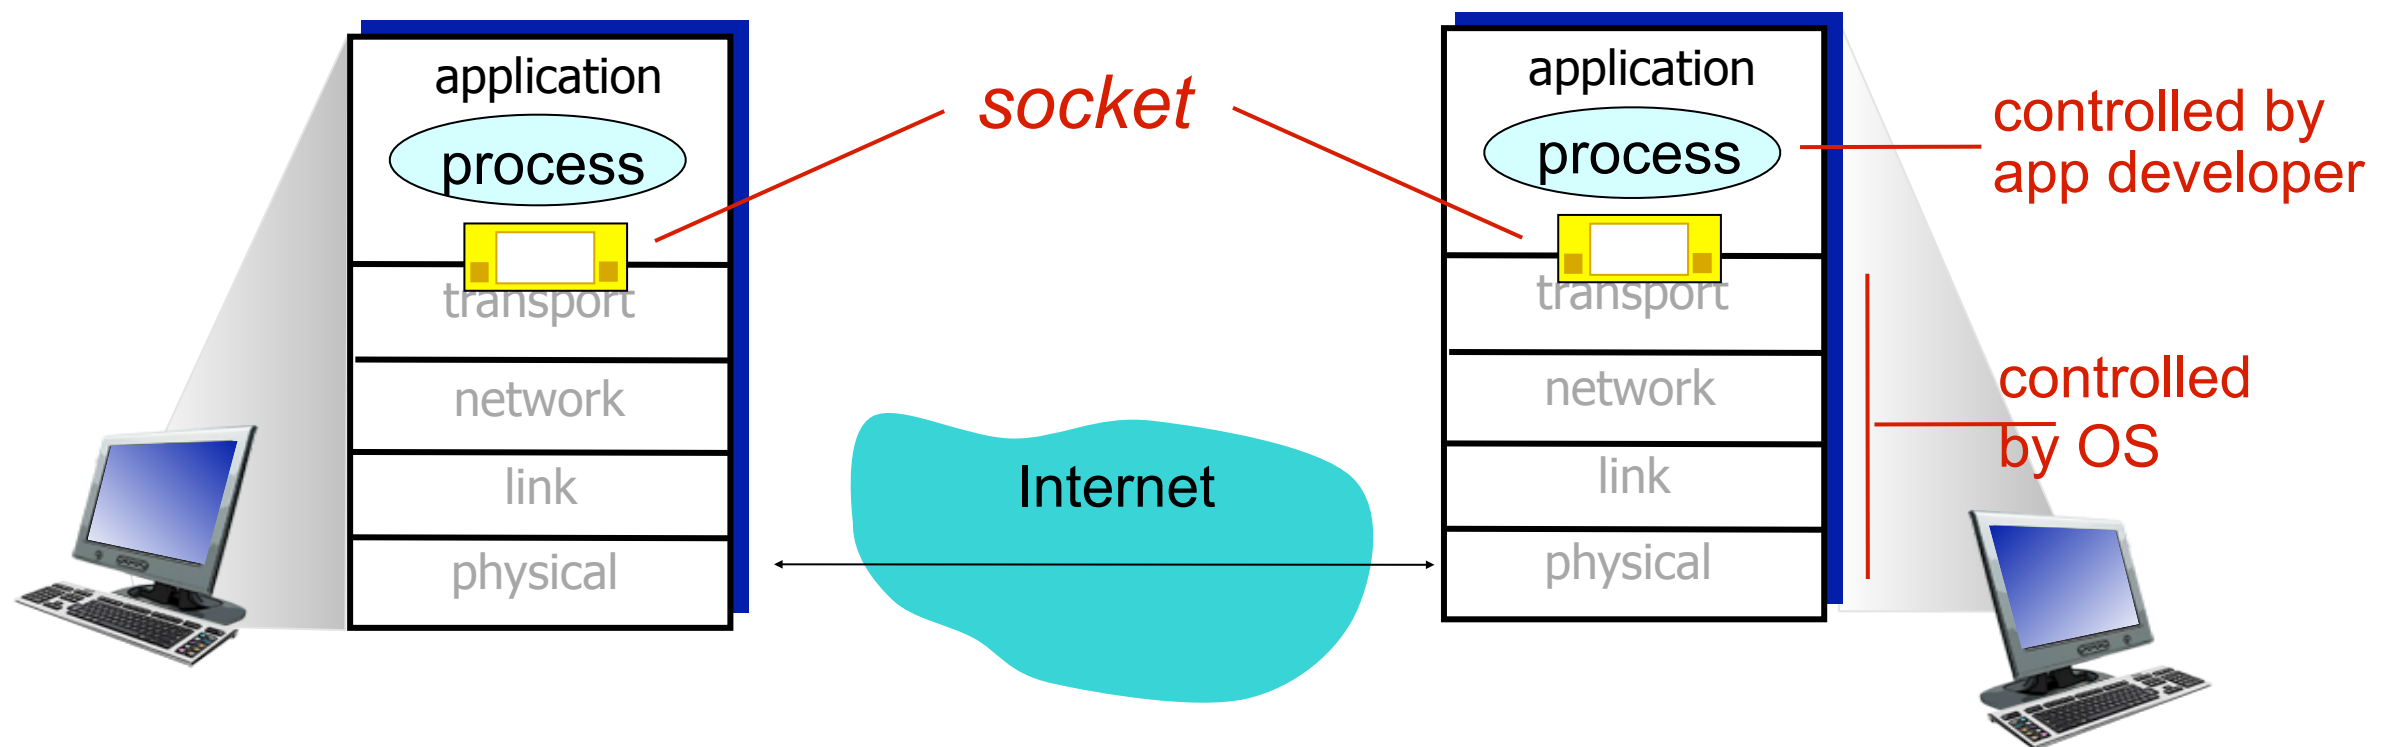 application
process
transport
network
link
physical
socket
Internet
application
process
transport
network
link
physical
controlled by
app developer
controlled
by OS